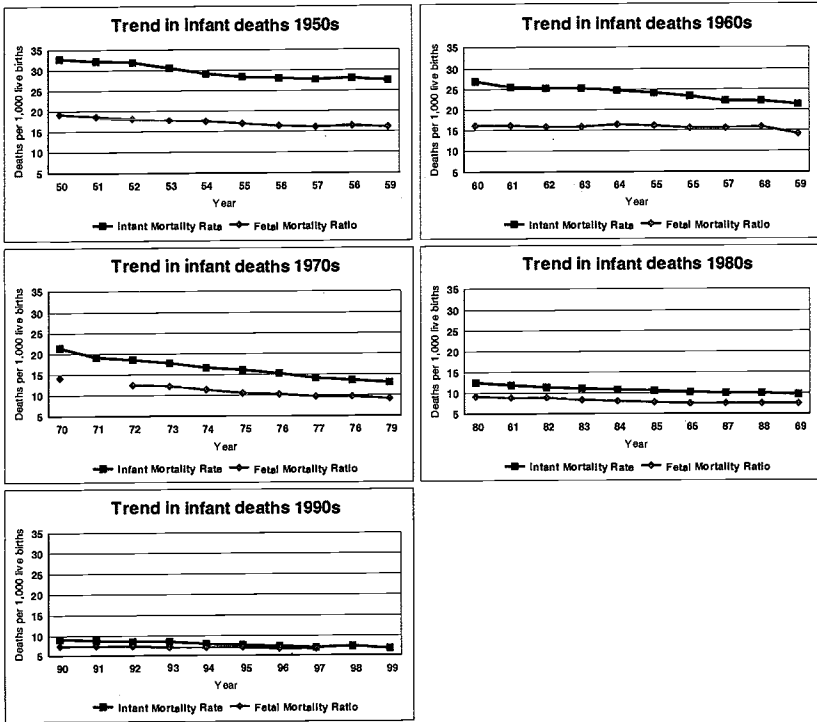 Trend in infant deaths 1950s
Deaths per 1,000 live births
35
30
25
20
15
10
5
50 51 52 53 54 55 56 57 56 59
Year
Infant Mortality Rate Fetal Mortality Ratio
Trend in infant deaths 1960s
Deaths per 1,000 live births
35
30
25
20
15
10
5
60 61 62 63 64 55 55 57 68 59
Year
Infant Mortality Rate Fetal Mortality Ratio
Trend in infant deaths 1970s
Deaths per 1,000 live births
35
30
25
20
15
10
5
70 71 72 73 74 75 76 77 76 79
Year
Infant Mortality Rate Fetal Mortality Ratio
Trend in infant deaths 1980s
Deaths per 1,000 live births
35
30
25
20
15
10
5
80 61 82 83 84 85 65 87 88 69
Year
Infant Mortality Rate Fetal Mortality Ratio
Trend in infant deaths 1990s
Deaths per 1,000 live births
35
30
25
20
15
10
5
90 91 92 93 94 95 96 97 98 99
Year
Infant Mortality Rate Fetal Mortality Ratio